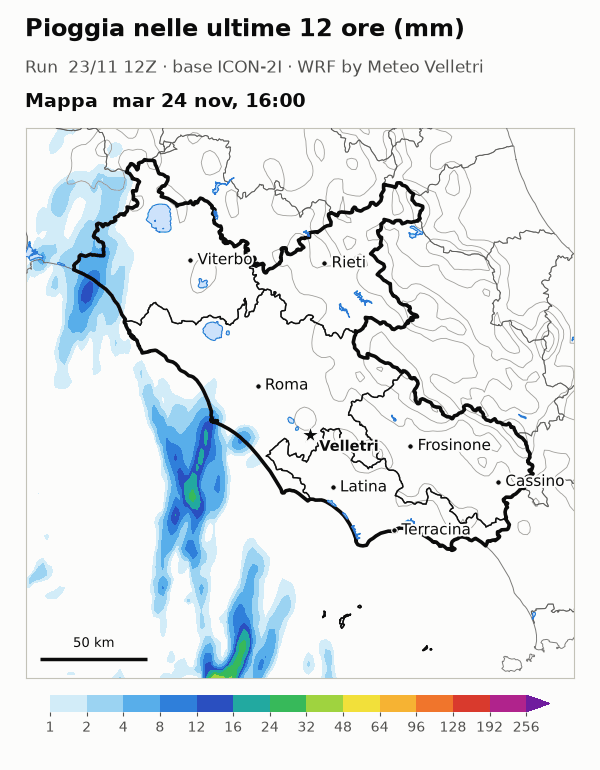 Pioggia nelle ultime 12 ore (mm)
Run  23/11 12Z · base ICON-2I · WRF by Meteo Velletri
Mappa  mar 24 nov, 16:00
Viterbo
Rieti
Roma
Velletri
Frosinone
Latina
Cassino
Terracina
50 km
1 2 4 8 12 16 24 32 48 64 96 128 192 256